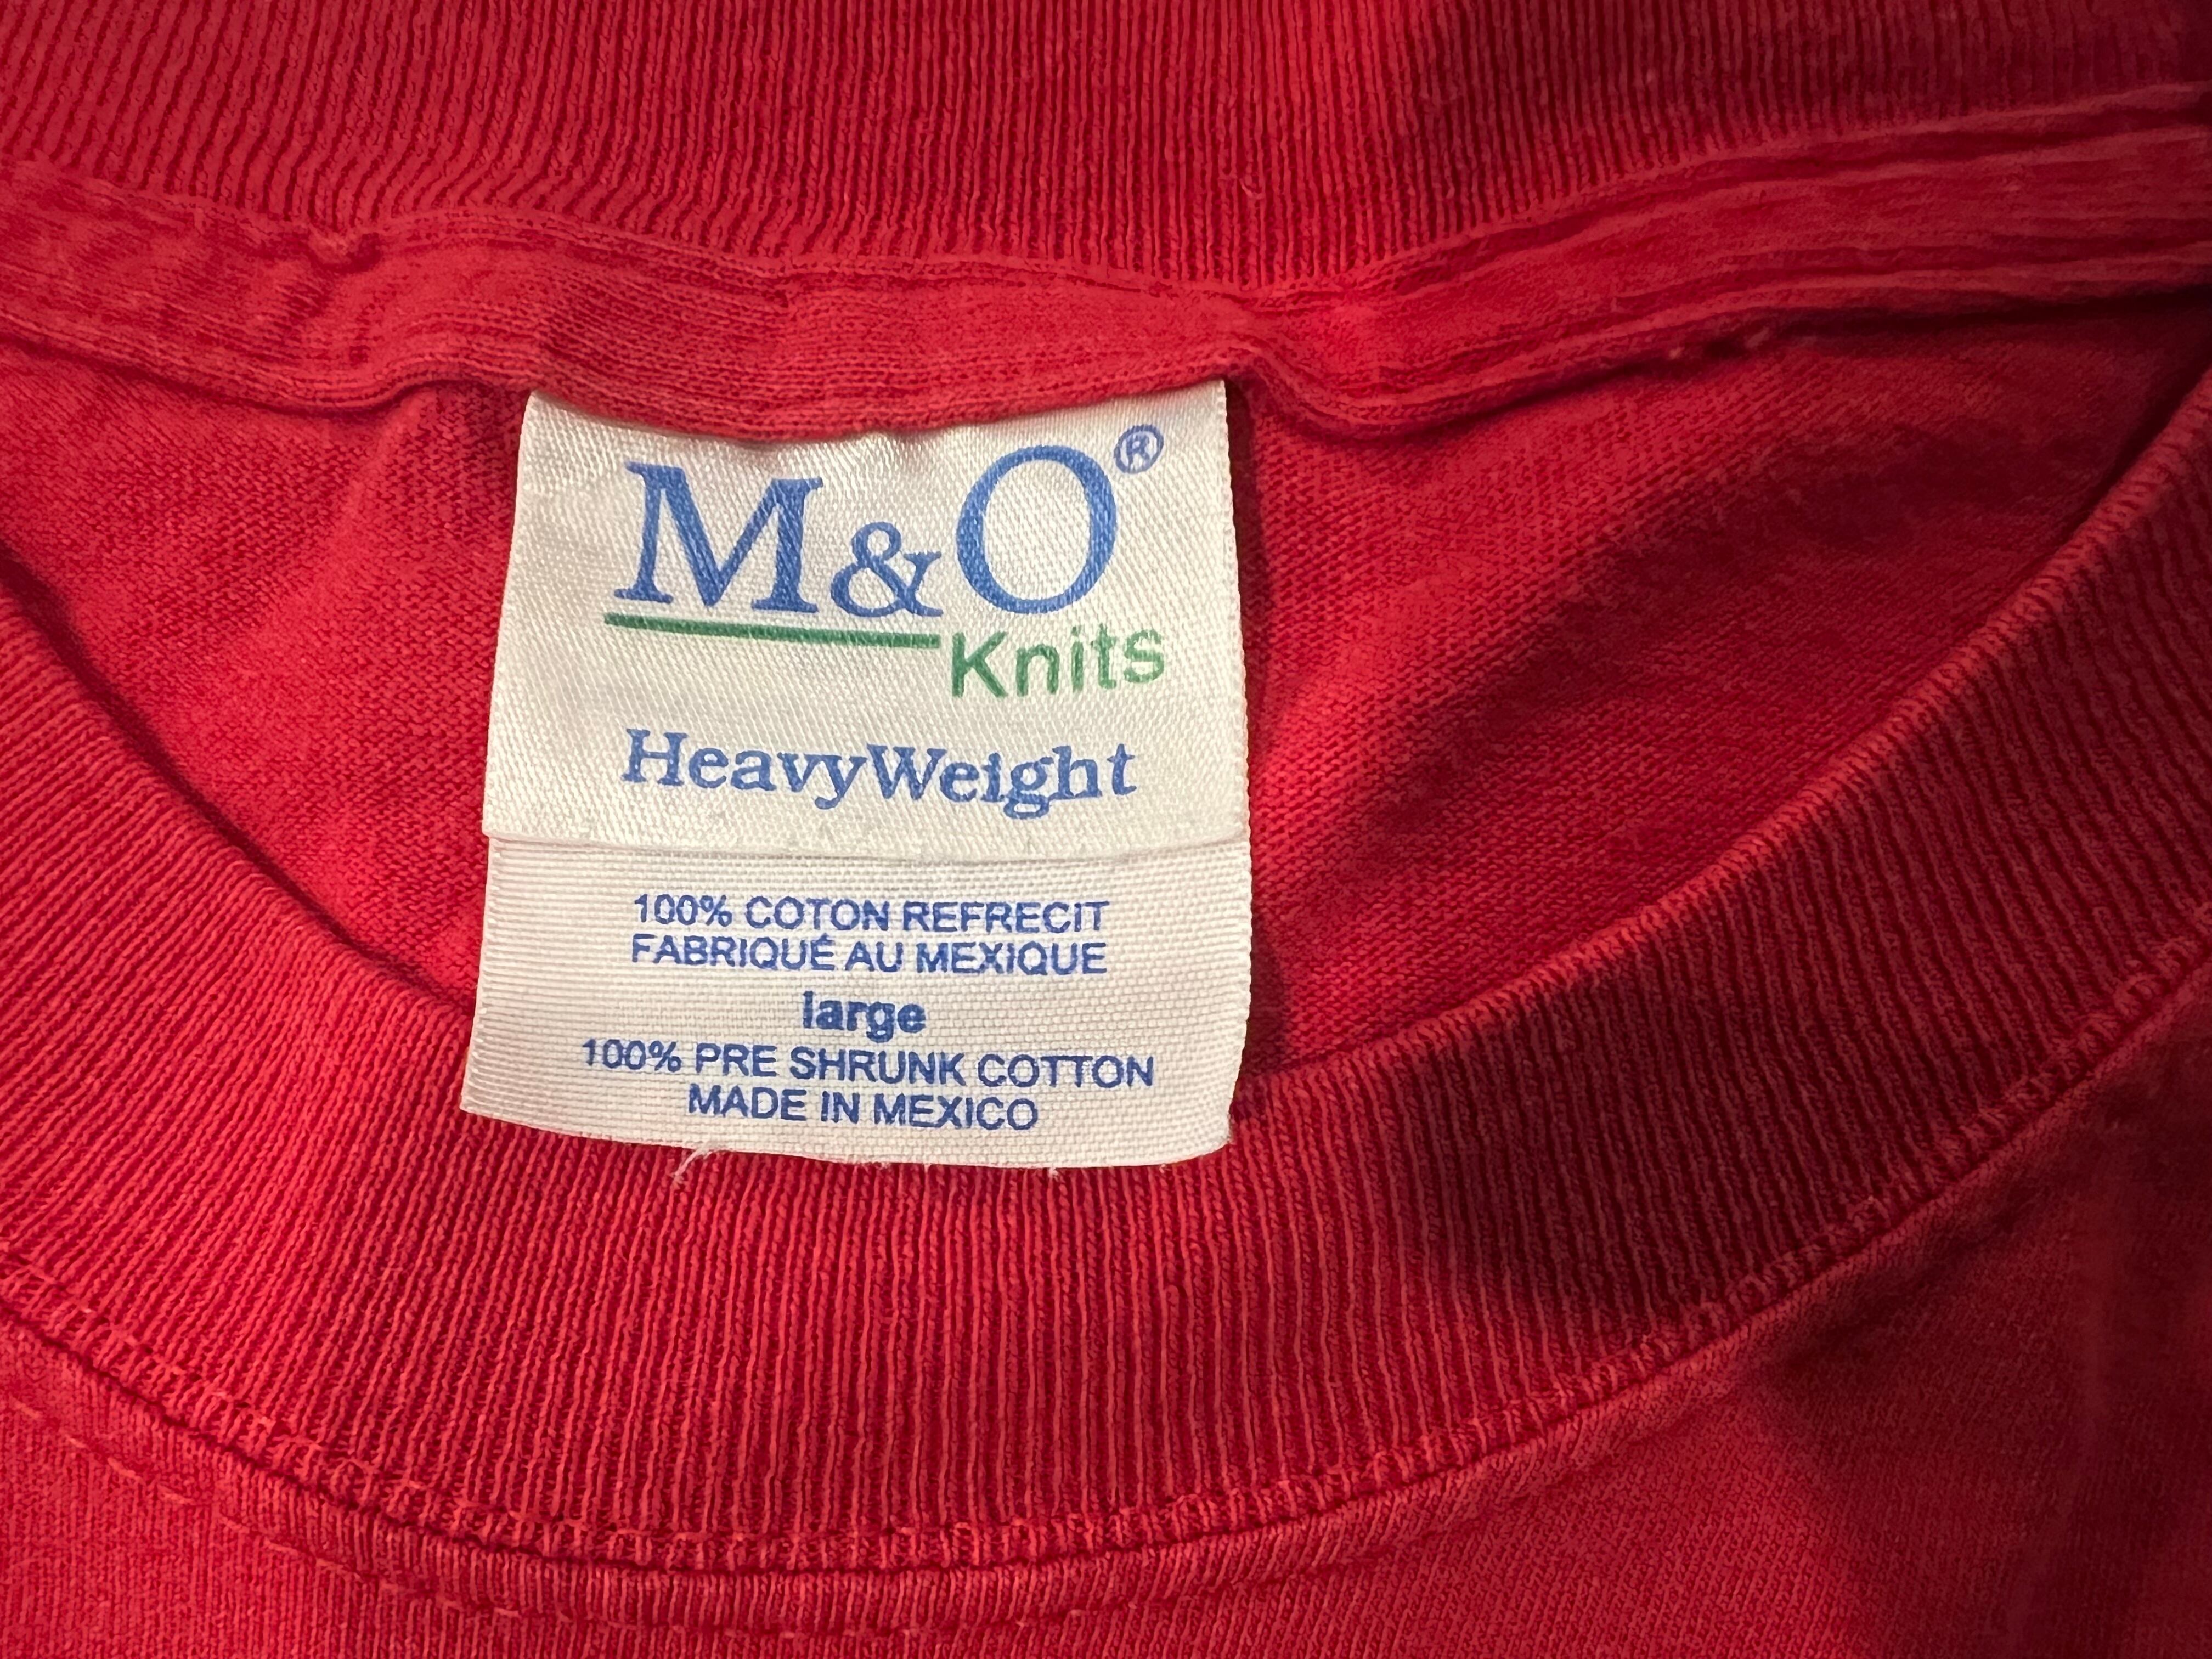 M&O®
Knits
HeavyWeight
100% COTON REFRECIT
FABRIQUÉ AU MEXIQUE
large
100% PRE SHRUNK COTTON
MADE IN MEXICO